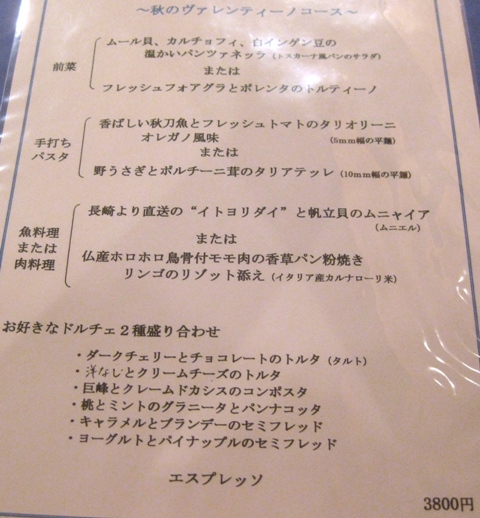 ～秋のヴァレンティーノコース～
前菜
ムール貝、カルチョフィ、白インゲン豆の
温かいパンツァネッラ（トスカーナ風パンのサラダ）
または
フレッシュフォアグラとポレンタのトルティーノ
手打ち
パスタ
香ばしい秋刀魚とフレッシュトマトのタリオリーニ
オレガノ風味 （5mm幅の平麺）
または
野うさぎとポルチーニ茸のタリアテッレ（10mm幅の平麺）
魚料理
または
肉料理
長崎より直送の“イトヨリダイ”と帆立貝のムニャイア
（ムニエル）
または
仏産ホロホロ鳥骨付モモ肉の香草パン粉焼き
リンゴのリゾット添え（イタリア産カルナローリ米）
お好きなドルチェ２種盛り合わせ
・ダークチェリーとチョコレートのトルタ（タルト）
・洋なしとクリームチーズのトルタ
・巨峰とクレームドカシスのコンポスタ
・桃とミントのグラニータとパンナコッタ
・キャラメルとブランデーのセミフレッド
・ヨーグルトとパイナップルのセミフレッド
エスプレッソ
3800円